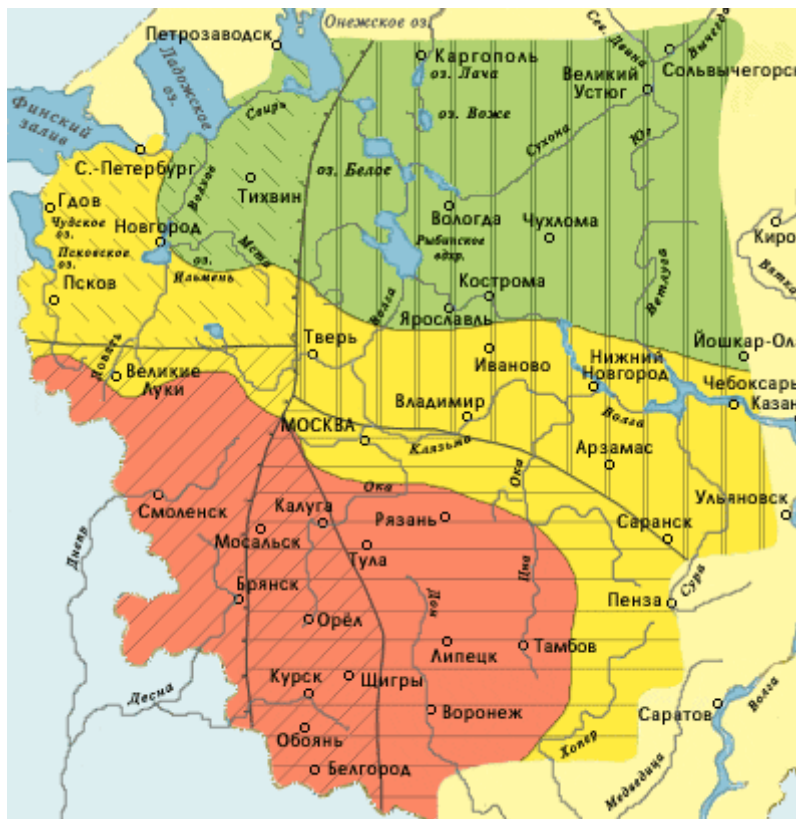 Онежское оз.
Петрозаводск
Ладожское
оз.
Каргополь
оз. Лача
Сев. Двина
Вычегда
Сольвычегорск
Великий
Устюг
Финский
залив
Свирь
оз. Воже
Сухона
Юг
С.-Петербург
Волхов
Тихвин
оз. Белое
Гдов
Чудское
оз.
Псковское
оз.
Новгород
оз.
Ильмень
Мста
Вологда
Чухлома
Рыбинское
вдхр.
Киро
Вятка
Ветлуга
Псков
Кострома
Волга
Ярославль
Тверь
Йошкар-Ола
Ловать
Великие
Луки
Иваново
Нижний
Новгород
Чебоксары
Казан
Владимир
Волга
МОСКВА
Клязьма
Арзамас
Ока
Ока
Смоленск
Калуга
Рязань
Ульяновск
Саранск
Мосальск
Тула
Днепр
Цна
Сура
Брянск
Дон
Пенза
Орёл
Липецк
Тамбов
Курск
Щигры
Десна
Воронеж
Саратов
Волга
Обоянь
Хопер
Белгород
Медведица